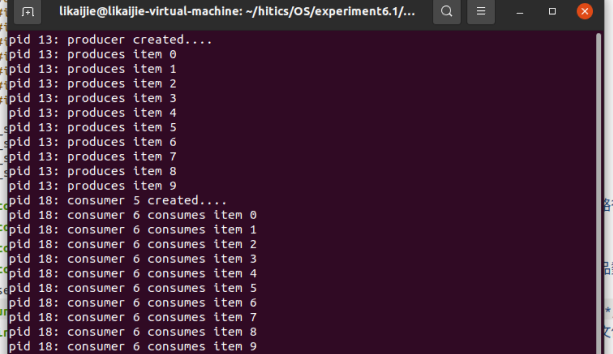 likaijie@likaijie-virtual-machine: ~/hitics/OS/experiment6.1/...
pid 13: producer created....
pid 13: produces item 0
pid 13: produces item 1
pid 13: produces item 2
pid 13: produces item 3
pid 13: produces item 4
pid 13: produces item 5
pid 13: produces item 6
pid 13: produces item 7
pid 13: produces item 8
pid 13: produces item 9
pid 18: consumer 5 created....
pid 18: consumer 6 consumes item 0
pid 18: consumer 6 consumes item 1
pid 18: consumer 6 consumes item 2
pid 18: consumer 6 consumes item 3
pid 18: consumer 6 consumes item 4
pid 18: consumer 6 consumes item 5
pid 18: consumer 6 consumes item 6
pid 18: consumer 6 consumes item 7
pid 18: consumer 6 consumes item 8
pid 18: consumer 6 consumes item 9